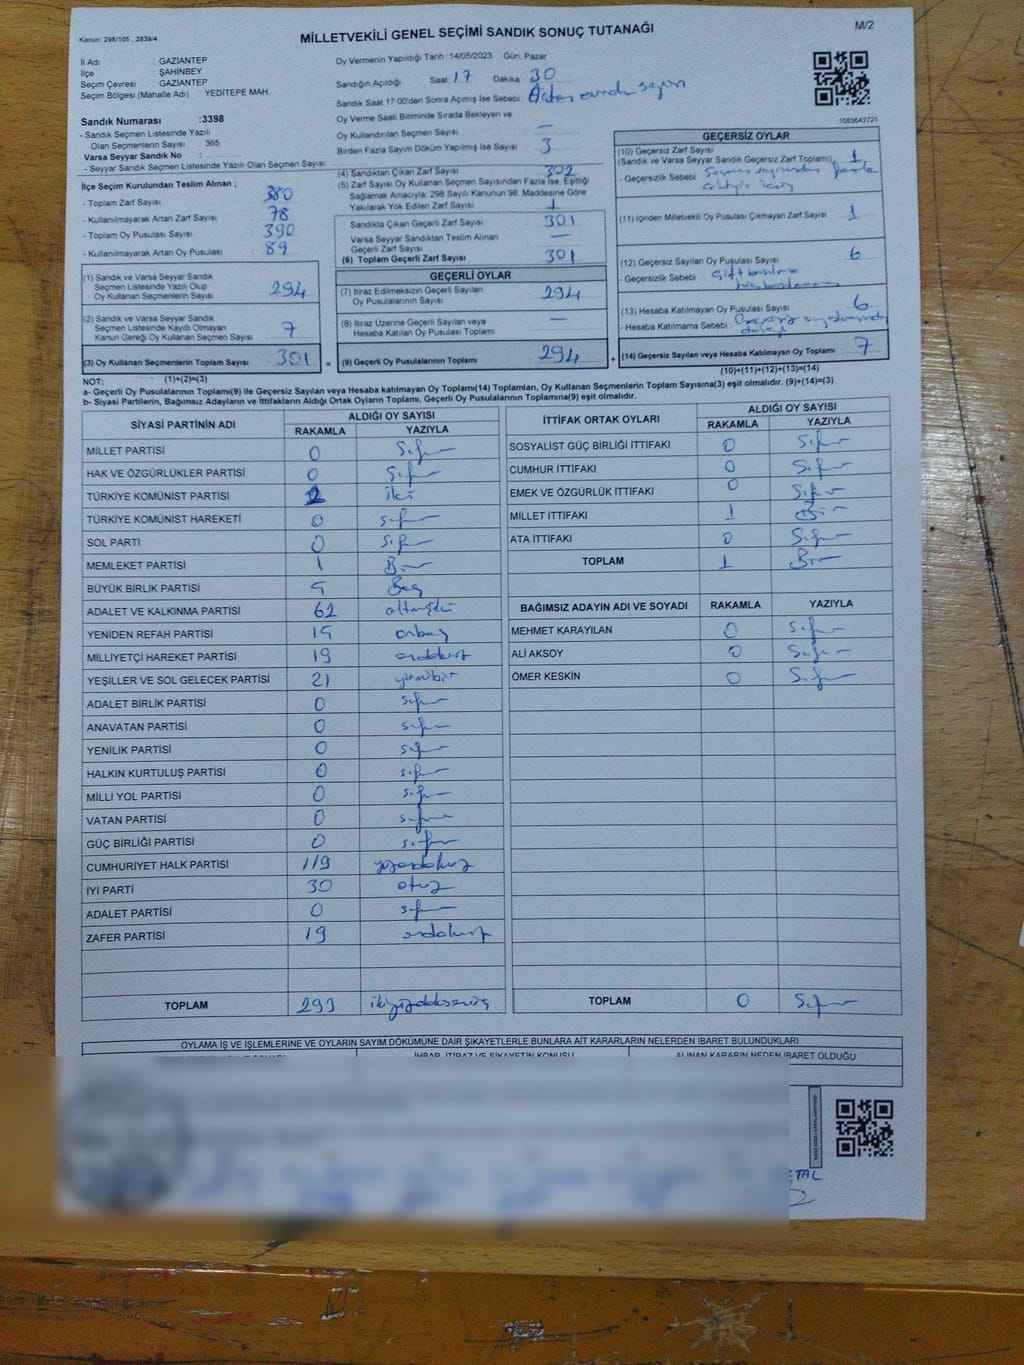 Kanun: 298/105 , 2839/4
MİLLETVEKİLİ GENEL SEÇİMİ SANDIK SONUÇ TUTANAĞI
M/2
İl Adı GAZİANTEP
İlçe ŞAHİNBEY
Seçim Çevresi GAZİANTEP
Seçim Bölgesi (Mahalle Adı) : YEDİTEPE MAH.
Oy Vermenin Yapıldığı Tarih :14/05/2023 Gün: Pazar
Sandığın Açıldığı Saat: 17 Dakika 30
Sandık Saat 17:00'den Sonra Açımış İse Sebebi
Oy Verme Saati Bitiminde Sırada Bekleyen ve
Oy Kullandırılan Seçmen Sayısı —
Birden Fazla Sayım Döküm Yapılmış İse Sayısı 3
1083643721
Sandık Numarası :3398
- Sandık Seçmen Listesinde Yazılı
Olan Seçmenlerin Sayısı 365
Varsa Seyyar Sandık No :
- Seyyar Sandık Seçmen Listesinde Yazılı Olan Seçmen Sayısı :
İlçe Seçim Kurulundan Teslim Alınan ;
- Toplam Zarf Sayısı 380
- Kullanılmayarak Artan Zarf Sayısı 78
- Toplam Oy Pusulası Sayısı 390
- Kullanılmayarak Artan Oy Pusulası 89
(1) Sandık ve Varsa Seyyar Sandık
Seçmen Listesinde Yazılı Olup
Oy Kullanan Seçmenlerin Sayısı 294
(2) Sandık ve Varsa Seyyar Sandık
Seçmen Listesinde Kayıtlı Olmayan
Kanun Gereği Oy Kullanan Seçmen Sayısı 7
(3) Oy Kullanan Seçmenlerin Toplam Sayısı 301 =
(4) Sandıktan Çıkan Zarf Sayısı 302
(5) Zarf Sayısı Oy Kullanan Seçmen Sayısından Fazla İse, Eşitliği
Sağlamak Amacıyla, 298 Sayılı Kanunun 98. Maddesine Göre
Yakılarak Yok Edilen Zarf Sayısı 1
Sandıkta Çıkan Geçerli Zarf Sayısı 301
Varsa Seyyar Sandıktan Teslim Alınan
Geçerli Zarf Sayısı —
(6) Toplam Geçerli Zarf Sayısı 301
GEÇERLİ OYLAR
(7) İtiraz Edilmeksizin Geçerli Sayılan
Oy Pusulalarının Sayısı 294
(8) İtiraz Üzerine Geçerli Sayılan veya
Hesaba Katılan Oy Pusulası Toplamı —
(9) Geçerli Oy Pusulalarının Toplamı 294 +
GEÇERSİZ OYLAR
(10) Geçersiz Zarf Sayısı
(Sandık ve Varsa Seyyar Sandık Geçersiz Zarf Toplamı) 1
- Geçersizlik Sebebi
(11) İçinden Milletvekili Oy Pusulası Çıkmayan Zarf Sayısı 1
(12) Geçersiz Sayılan Oy Pusulası Sayısı 6
- Geçersizlik Sebebi
(13) Hesaba Katılmayan Oy Pusulası Sayısı 6
- Hesaba Katılmama Sebebi
(14) Geçersiz Sayılan veya Hesaba Katılmayan Oy Toplamı 7
NOT: (1)+(2)=(3)
(10)+(11)+(12)+(13)=(14)
a- Geçerli Oy Pusulalarının Toplamı(9) ile Geçersiz Sayılan veya Hesaba katılmayan Oy Toplamı(14) Toplamları, Oy Kullanan Seçmenlerin Toplam Sayısına(3) eşit olmalıdır. (9)+(14)=(3)
b- Siyasi Partilerin, Bağımsız Adayların ve İttifakların Aldığı Ortak Oyların Toplamı, Geçerli Oy Pusulalarının Toplamına(9) eşit olmalıdır.
SİYASİ PARTİNİN ADI ALDIĞI OY SAYISI
RAKAMLA YAZIYLA
MİLLET PARTİSİ 0 Sıfır
HAK VE ÖZGÜRLÜKLER PARTİSİ 0 Sıfır
TÜRKİYE KOMÜNİST PARTİSİ 2 iki
TÜRKİYE KOMÜNİST HAREKETİ 0 sıfır
SOL PARTİ 0 sıfır
MEMLEKET PARTİSİ 1 Bir
BÜYÜK BİRLİK PARTİSİ 5 Beş
ADALET VE KALKINMA PARTİSİ 62 altmışiki
YENİDEN REFAH PARTİSİ 15 onbeş
MİLLİYETÇİ HAREKET PARTİSİ 19 ondokuz
YEŞİLLER VE SOL GELECEK PARTİSİ 21 yirmibir
ADALET BİRLİK PARTİSİ 0 sıfır
ANAVATAN PARTİSİ 0 sıfır
YENİLİK PARTİSİ 0 sıfır
HALKIN KURTULUŞ PARTİSİ 0 sıfır
MİLLİ YOL PARTİSİ 0 sıfır
VATAN PARTİSİ 0 sıfır
GÜÇ BİRLİĞİ PARTİSİ 0 sıfır
CUMHURİYET HALK PARTİSİ 119 yüzondokuz
İYİ PARTİ 30 otuz
ADALET PARTİSİ 0 sıfır
ZAFER PARTİSİ 19 ondokuz
TOPLAM 293
İTTİFAK ORTAK OYLARI ALDIĞI OY SAYISI
RAKAMLA YAZIYLA
SOSYALİST GÜÇ BİRLİĞİ İTTİFAKI 0 Sıfır
CUMHUR İTTİFAKI 0 Sıfır
EMEK VE ÖZGÜRLÜK İTTİFAKI 0 Sıfır
MİLLET İTTİFAKI 1 Bir
ATA İTTİFAKI 0 Sıfır
TOPLAM 1 Bir
BAĞIMSIZ ADAYIN ADI VE SOYADI RAKAMLA YAZIYLA
MEHMET KARAYILAN 0 Sıfır
ALİ AKSOY 0 Sıfır
ÖMER KESKİN 0 Sıfır
TOPLAM 0 Sıfır
OYLAMA İŞ VE İŞLEMLERİNE VE OYLARIN SAYIM DÖKÜMÜNE DAİR ŞİKAYETLERLE BUNLARA AİT KARARLARIN NELERDEN İBARET BULUNDUKLARI
İHBAR, İTİRAZ VE ŞİKAYETİN KONUSU ALINAN KARARIN NEDEN İBARET OLDUĞU